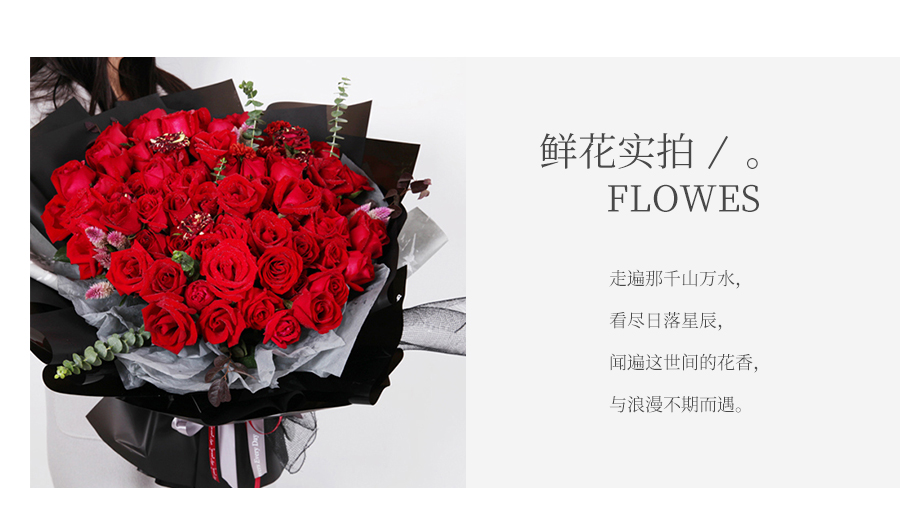 鲜花实拍 / 。
FLOWES
走遍那千山万水，
看尽日落星辰，
闻遍这世间的花香，
与浪漫不期而遇。